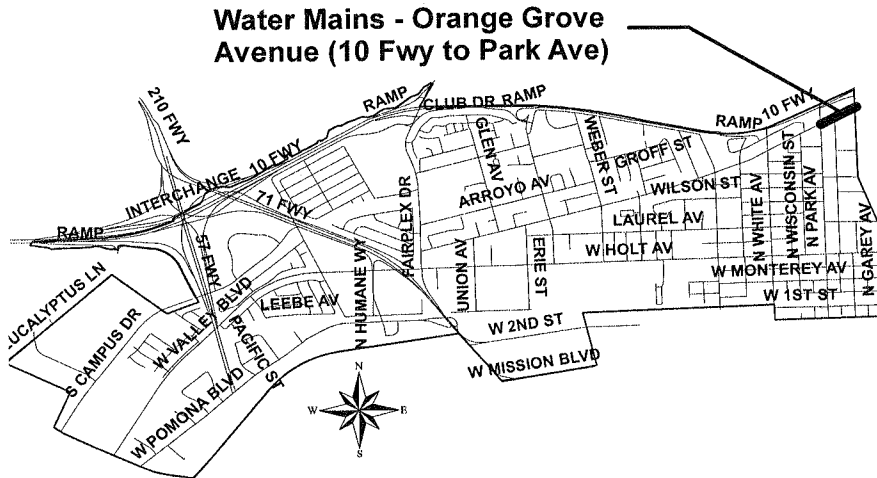 Water Mains - Orange Grove
Avenue (10 Fwy to Park Ave)
210 FWY
RAMP
CLUB DR RAMP
RAMP
10 FWY
INTERCHANGE
10 FWY
GLEN AV
WEBER ST
GROFF ST
ARROYO AV
WILSON ST
N WHITE AV
N WISCONSIN ST
N PARK AV
71 FWY
RAMP
57 FWY
FAIRPLEX DR
LAUREL AV
UNION AV
ERIE ST
W HOLT AV
N GAREY AV
N HUMANE WY
W MONTEREY AV
EUCALYPTUS LN
W VALLEY BLVD
LEEBE AV
W 1ST ST
S CAMPUS DR
PACIFIC ST
W 2ND ST
W MISSION BLVD
W POMONA BLVD
N
W
E
S